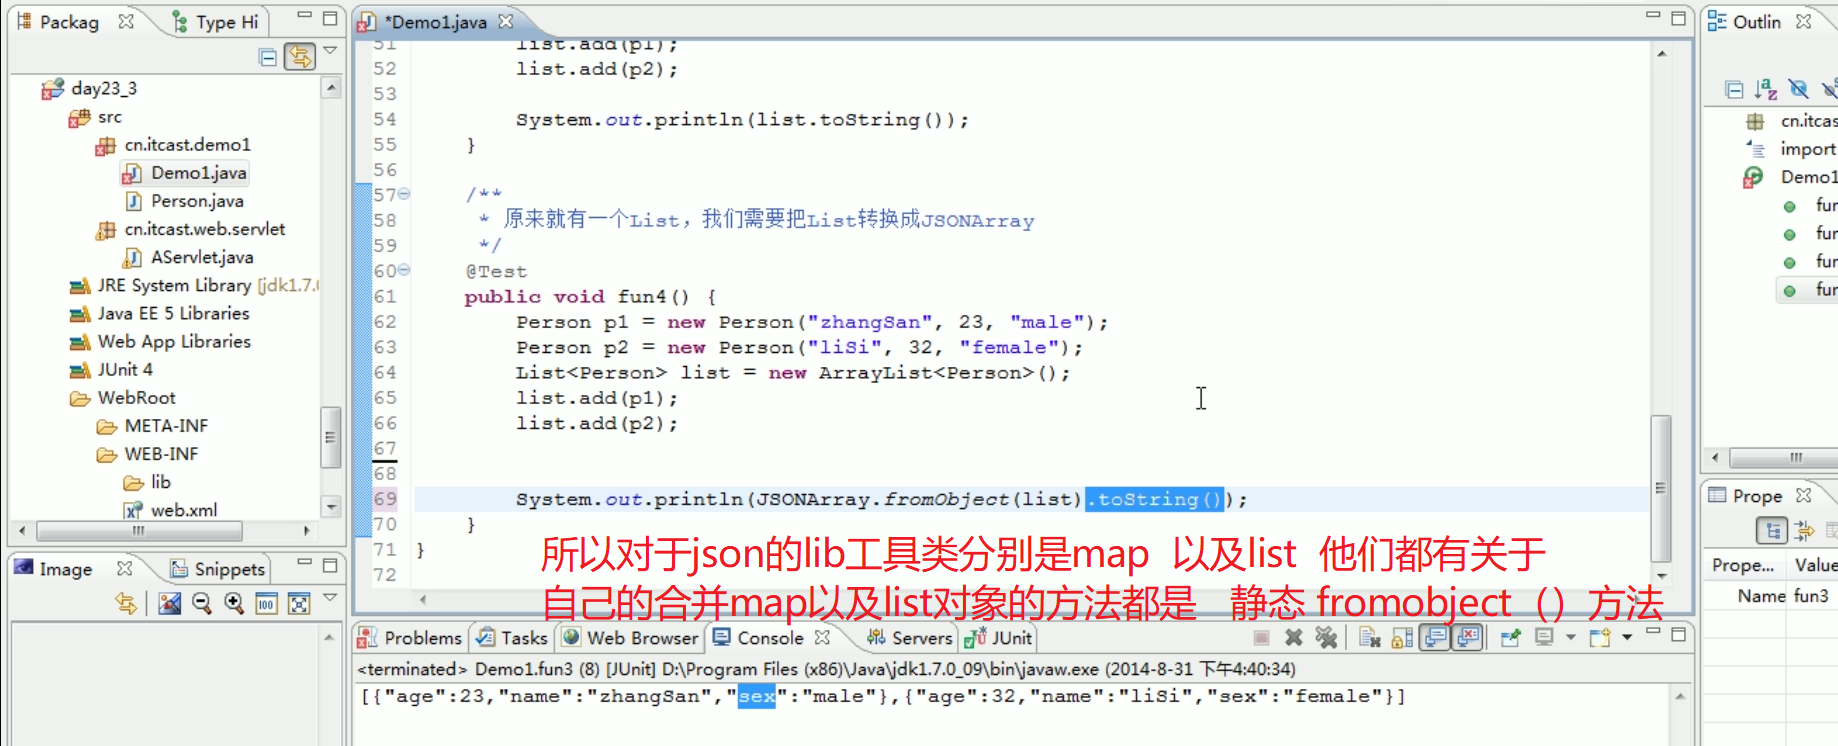 Packag
Type Hi
day23_3
src
cn.itcast.demo1
Demo1.java
Person.java
cn.itcast.web.servlet
AServlet.java
JRE System Library [jdk1.7.0
Java EE 5 Libraries
Web App Libraries
JUnit 4
WebRoot
META-INF
WEB-INF
lib
web.xml
Image
Snippets
*Demo1.java
51 list.add(p1);
52 list.add(p2);
53
54 System.out.println(list.toString());
55 }
56
57 /**
58 * 原来就有一个List，我们需要把List转换成JSONArray
59 */
60 @Test
61 public void fun4() {
62 Person p1 = new Person("zhangSan", 23, "male");
63 Person p2 = new Person("liSi", 32, "female");
64 List<Person> list = new ArrayList<Person>();
65 list.add(p1);
66 list.add(p2);
67
68
69 System.out.println(JSONArray.fromObject(list).toString());
70 }
71 }
72
所以对于json的lib工具类分别是map 以及list 他们都有关于
自己的合并map以及list对象的方法都是 静态 fromobject（）方法
Problems
Tasks
Web Browser
Console
Servers
JUnit
<terminated> Demo1.fun3 (8) [JUnit] D:\Program Files (x86)\Java\jdk1.7.0_09\bin\javaw.exe (2014-8-31 下午4:40:34)
[{"age":23,"name":"zhangSan","sex":"male"},{"age":32,"name":"liSi","sex":"female"}]
Outlin
cn.itcas
import
Demo1
fur
fur
fur
fur
Prope
Prope... Value
Name fun3